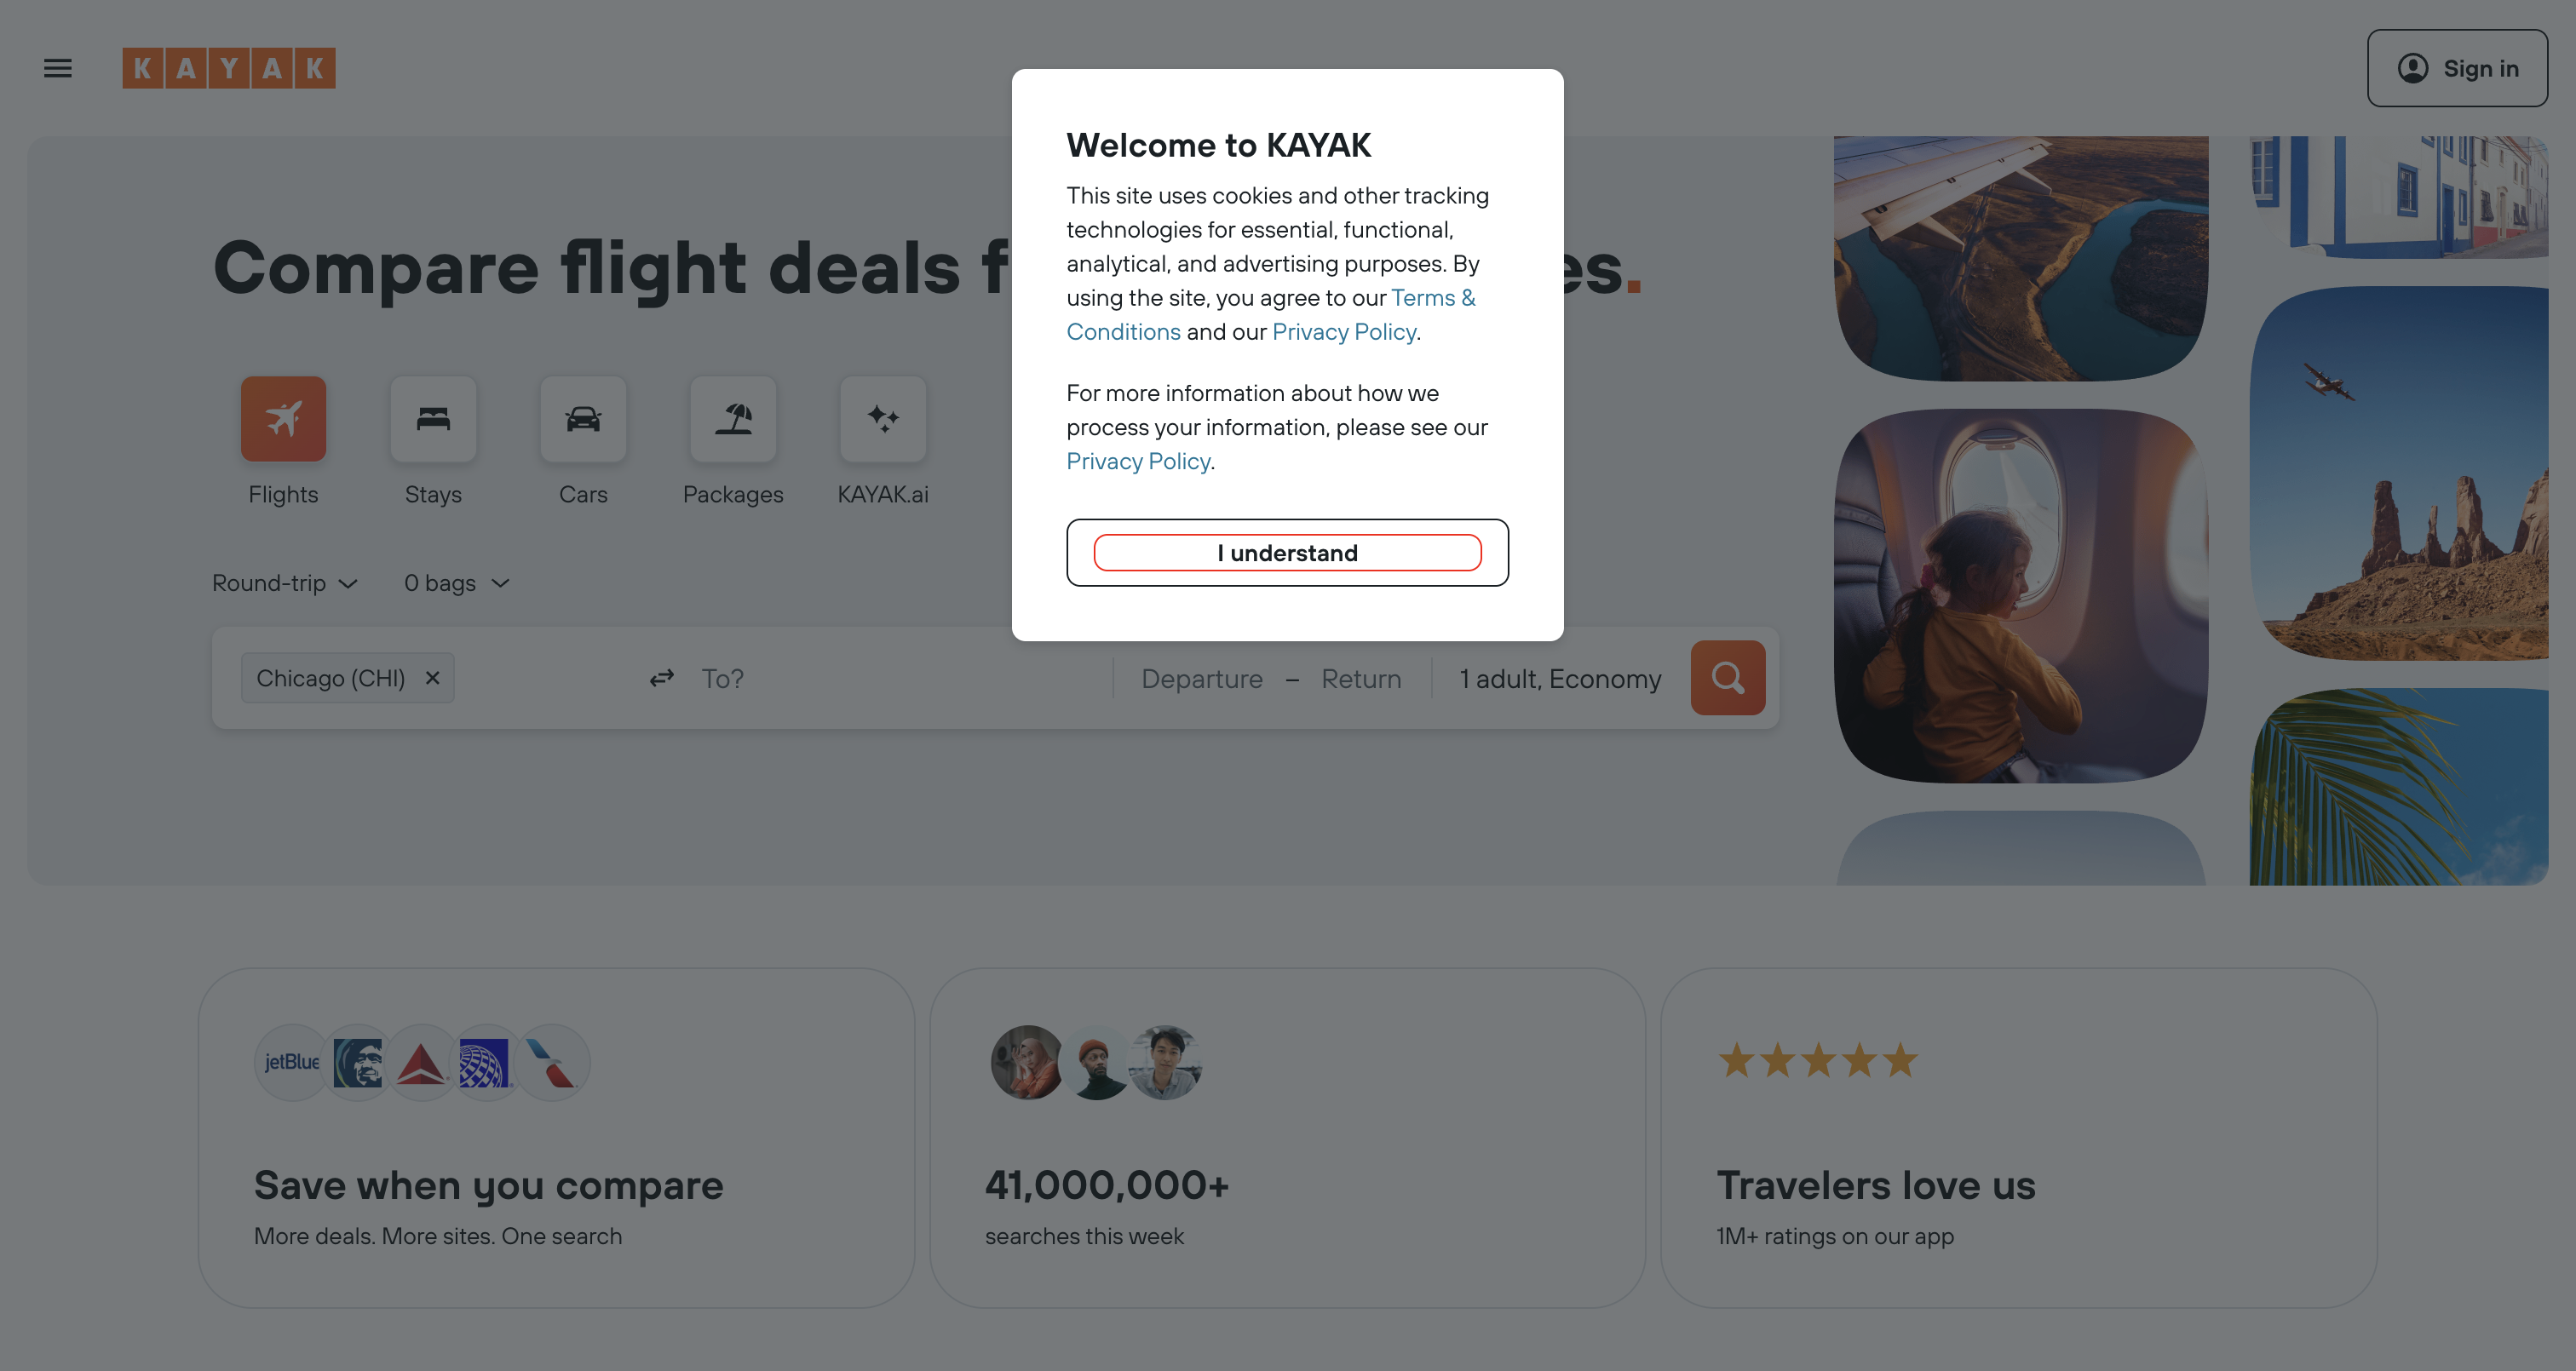 KAYAK
Sign in
Welcome to KAYAK
This site uses cookies and other tracking
technologies for essential, functional,
analytical, and advertising purposes. By
using the site, you agree to our Terms &
Conditions and our Privacy Policy.
For more information about how we
process your information, please see our
Privacy Policy.
I understand
Compare flight deals
Flights
Stays
Cars
Packages
KAYAK.ai
Round-trip
0 bags
Chicago (CHI)
To?
Departure – Return
1 adult, Economy
jetBlue
Save when you compare
More deals. More sites. One search
41,000,000+
searches this week
Travelers love us
1M+ ratings on our app